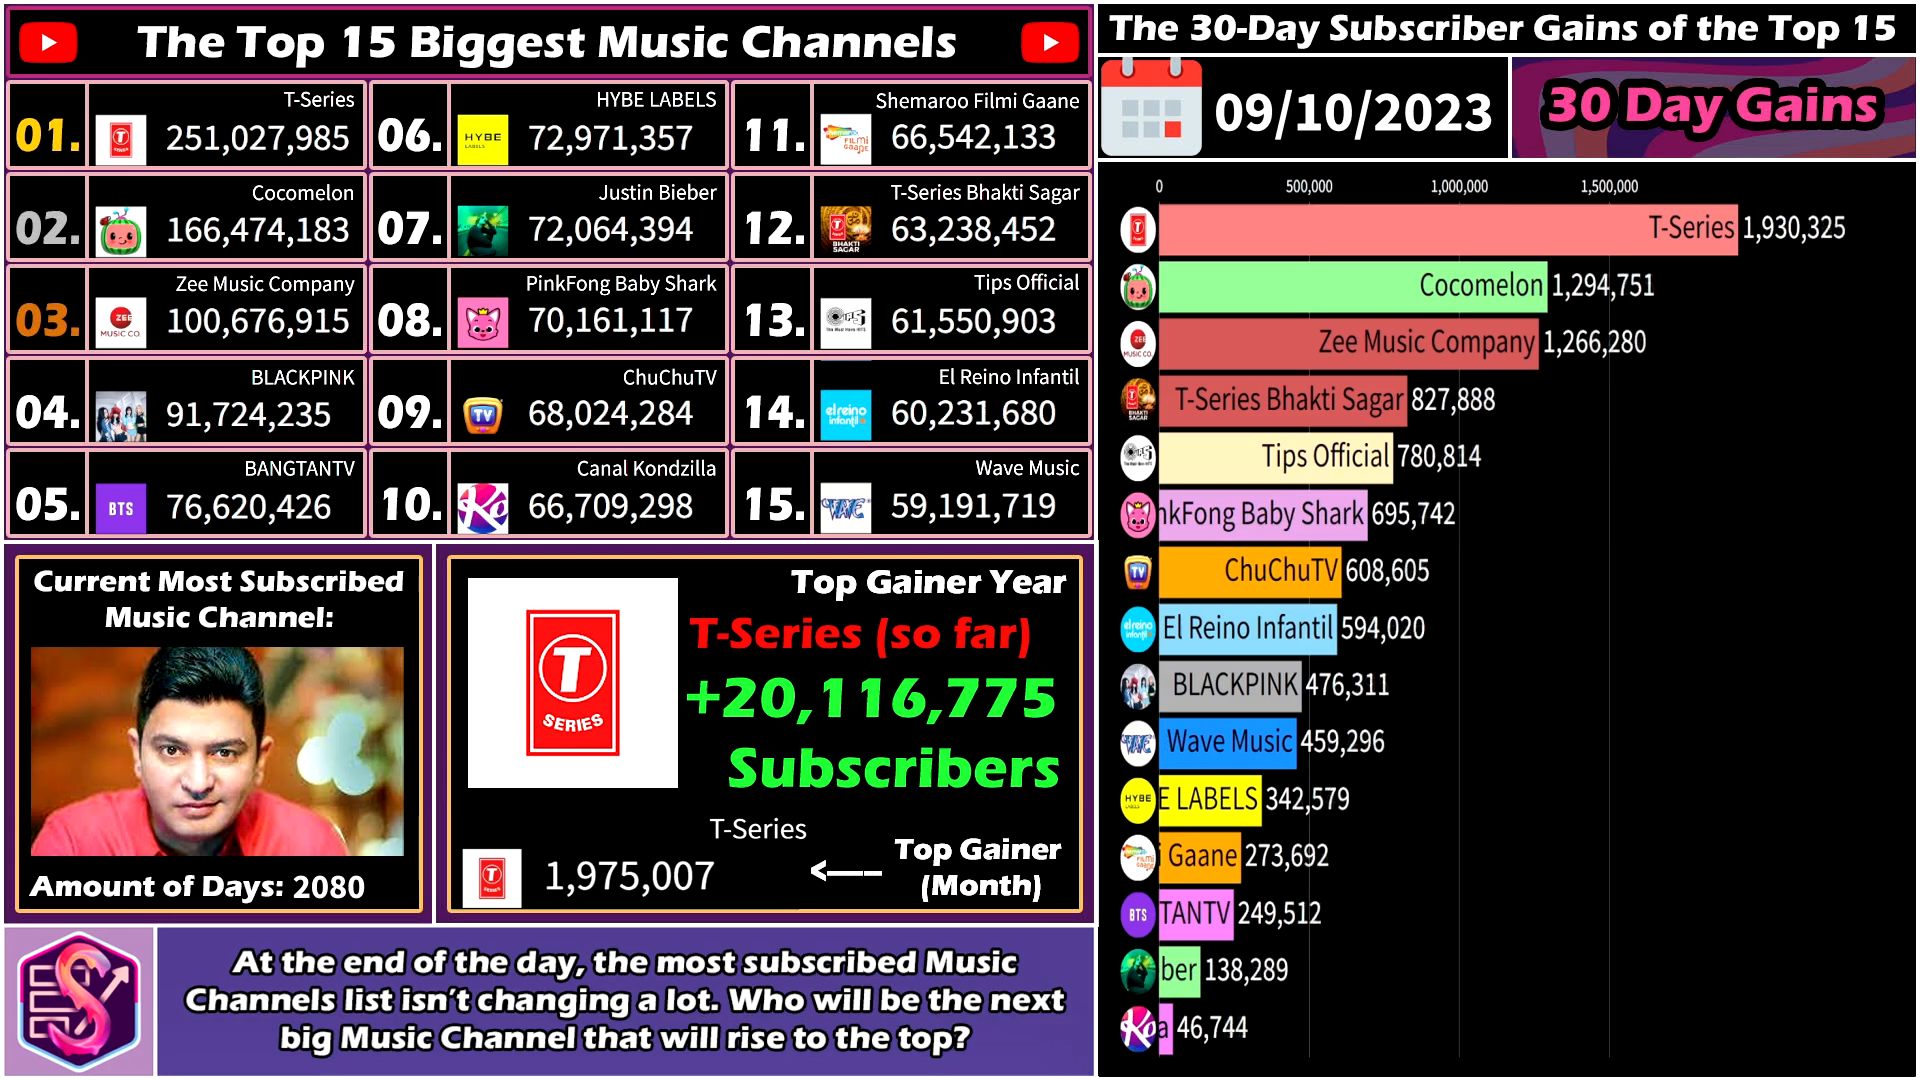 The Top 15 Biggest Music Channels
01.
T-Series
251,027,985
02.
Cocomelon
166,474,183
03.
Zee Music Company
100,676,915
04.
BLACKPINK
91,724,235
05.
BANGTANTV
76,620,426
06.
HYBE LABELS
72,971,357
07.
Justin Bieber
72,064,394
08.
PinkFong Baby Shark
70,161,117
09.
ChuChuTV
68,024,284
10.
Canal Kondzilla
66,709,298
11.
Shemaroo Filmi Gaane
66,542,133
12.
T-Series Bhakti Sagar
63,238,452
13.
Tips Official
61,550,903
14.
El Reino Infantil
60,231,680
15.
Wave Music
59,191,719
Current Most Subscribed
Music Channel:
Amount of Days: 2080
T
SERIES
Top Gainer Year
T-Series (so far)
+20,116,775
Subscribers
T-Series
1,975,007
<---- Top Gainer
(Month)
At the end of the day, the most subscribed Music
Channels list isn't changing a lot. Who will be the next
big Music Channel that will rise to the top?
The 30-Day Subscriber Gains of the Top 15
09/10/2023
30 Day Gains
0 500,000 1,000,000 1,500,000
T-Series 1,930,325
Cocomelon 1,294,751
Zee Music Company 1,266,280
T-Series Bhakti Sagar 827,888
Tips Official 780,814
nkFong Baby Shark 695,742
ChuChuTV 608,605
El Reino Infantil 594,020
BLACKPINK 476,311
Wave Music 459,296
E LABELS 342,579
Gaane 273,692
TANTV 249,512
ber 138,289
a 46,744